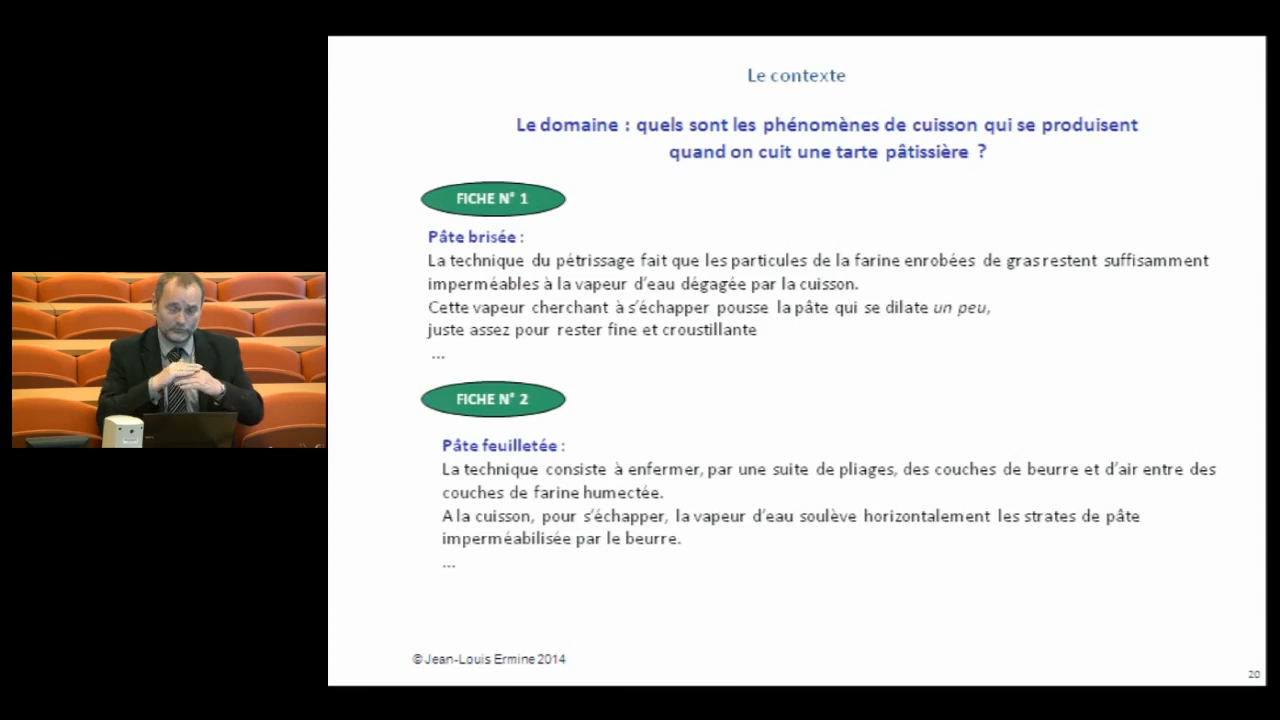 Le contexte
Le domaine : quels sont les phénomènes de cuisson qui se produisent
quand on cuit une tarte pâtissière ?
FICHE N° 1
Pâte brisée :
La technique du pétrissage fait que les particules de la farine enrobées de gras restent suffisamment
imperméables à la vapeur d'eau dégagée par la cuisson.
Cette vapeur cherchant à s'échapper pousse la pâte qui se dilate un peu,
juste assez pour rester fine et croustillante
...
FICHE N° 2
Pâte feuilletée :
La technique consiste à enfermer, par une suite de pliages, des couches de beurre et d'air entre des
couches de farine humectée.
A la cuisson, pour s'échapper, la vapeur d'eau soulève horizontalement les strates de pâte
imperméabilisée par le beurre.
...
© Jean-Louis Ermine 2014
20